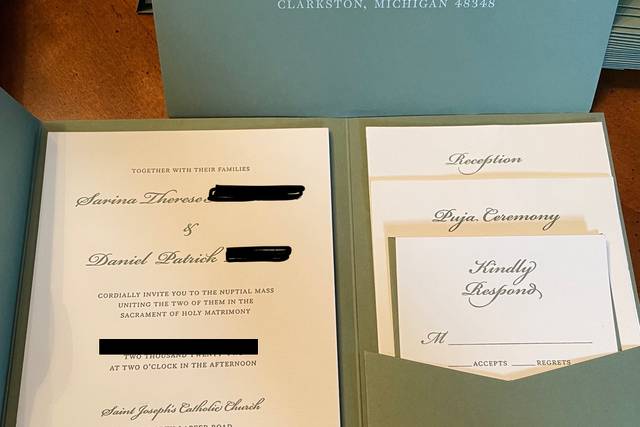 CLARKSTON, MICHIGAN 48348
TOGETHER WITH THEIR FAMILIES
Sarina Therese
&
Daniel Patrick
CORDIALLY INVITE YOU TO THE NUPTIAL MASS
UNITING THE TWO OF THEM IN THE
SACRAMENT OF HOLY MATRIMONY
TWO THOUSAND
AT TWO O'CLOCK IN THE AFTERNOON
Saint Joseph's Catholic Church
ROAD
Reception
Puja Ceremony
Kindly
Respond
M
ACCEPTS REGRETS